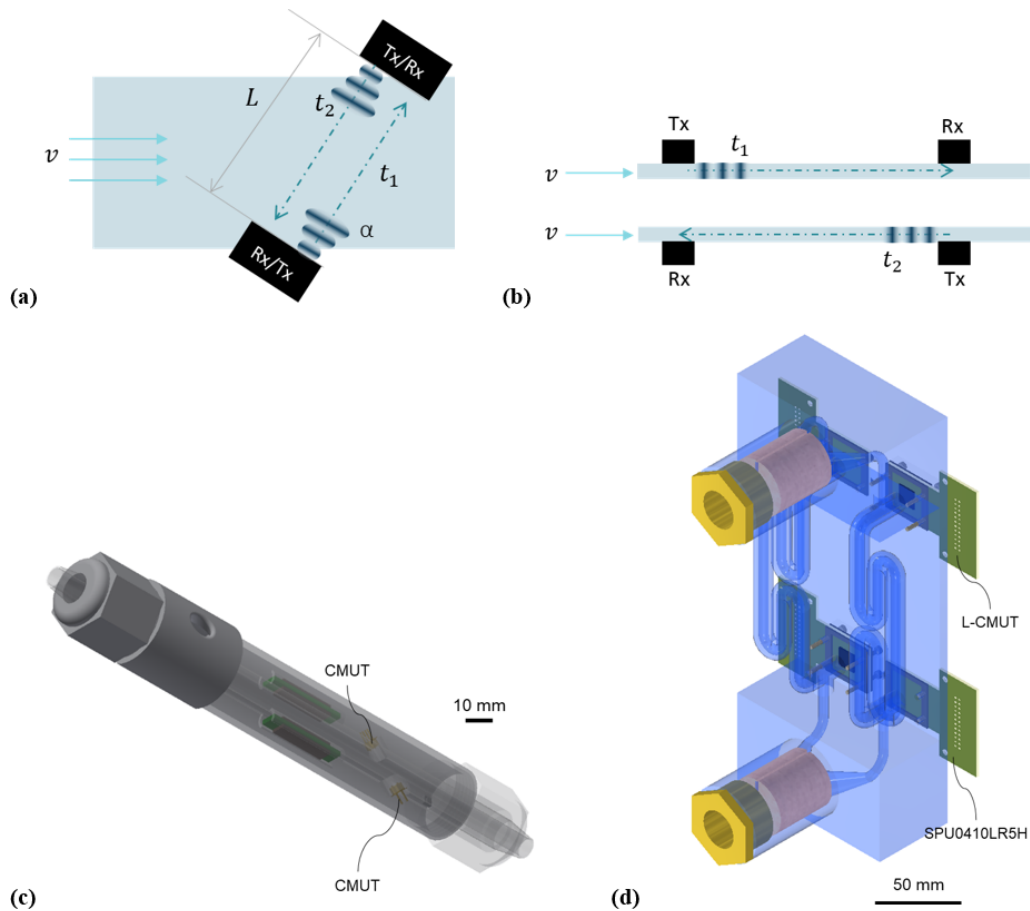 Tx/Rx
L
t2
v
t1
α
Rx/Tx
(a)
Tx
t1
Rx
v
v
Rx
t2
Tx
(b)
CMUT
10 mm
CMUT
(c)
L-CMUT
SPU0410LR5H
50 mm
(d)